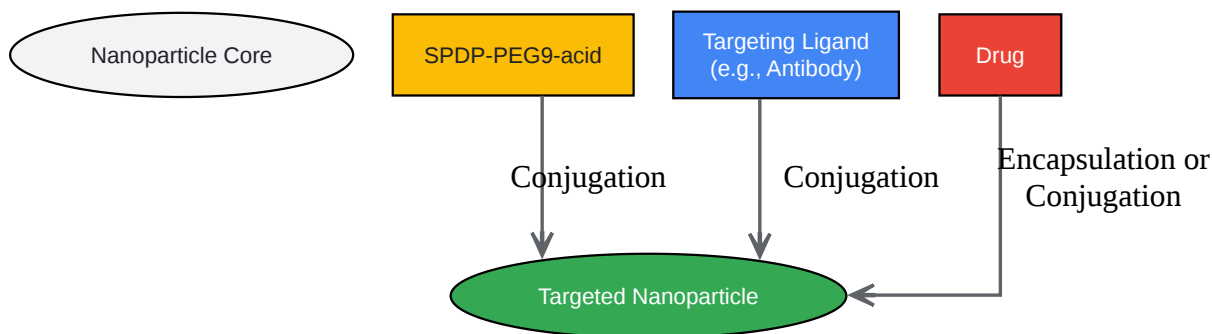 Nanoparticle Core
SPDP-PEG9-acid
Targeting Ligand
(e.g., Antibody)
Drug
Conjugation
Conjugation
Encapsulation or
Conjugation
Targeted Nanoparticle